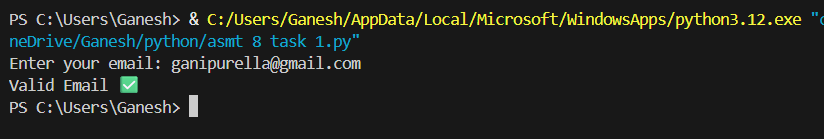 PS C:\Users\Ganesh> & C:/Users/Ganesh/AppData/Local/Microsoft/WindowsApps/python3.12.exe "c
neDrive/Ganesh/python/asmt 8 task 1.py"
Enter your email: ganipurella@gmail.com
Valid Email ✅
PS C:\Users\Ganesh>